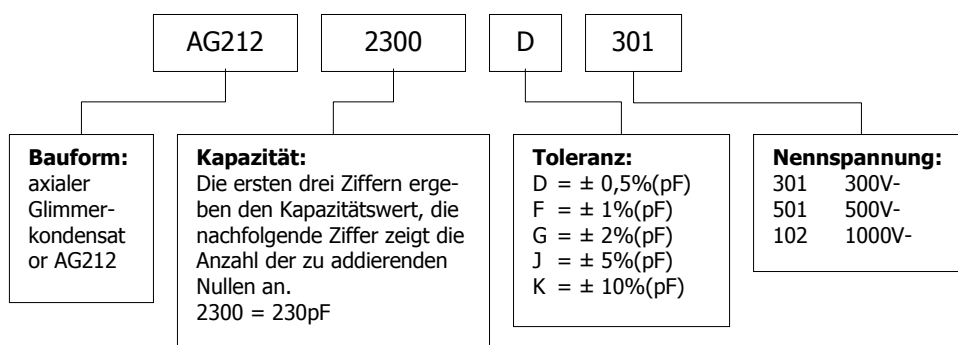 AG212 2300 D 301
Bauform:
axialer
Glimmer-
kondensat
or AG212
Kapazität:
Die ersten drei Ziffern erge-
ben den Kapazitätswert, die
nachfolgende Ziffer zeigt die
Anzahl der zu addierenden
Nullen an.
2300 = 230pF
Toleranz:
D = ± 0,5%(pF)
F = ± 1%(pF)
G = ± 2%(pF)
J = ± 5%(pF)
K = ± 10%(pF)
Nennspannung:
301 300V-
501 500V-
102 1000V-